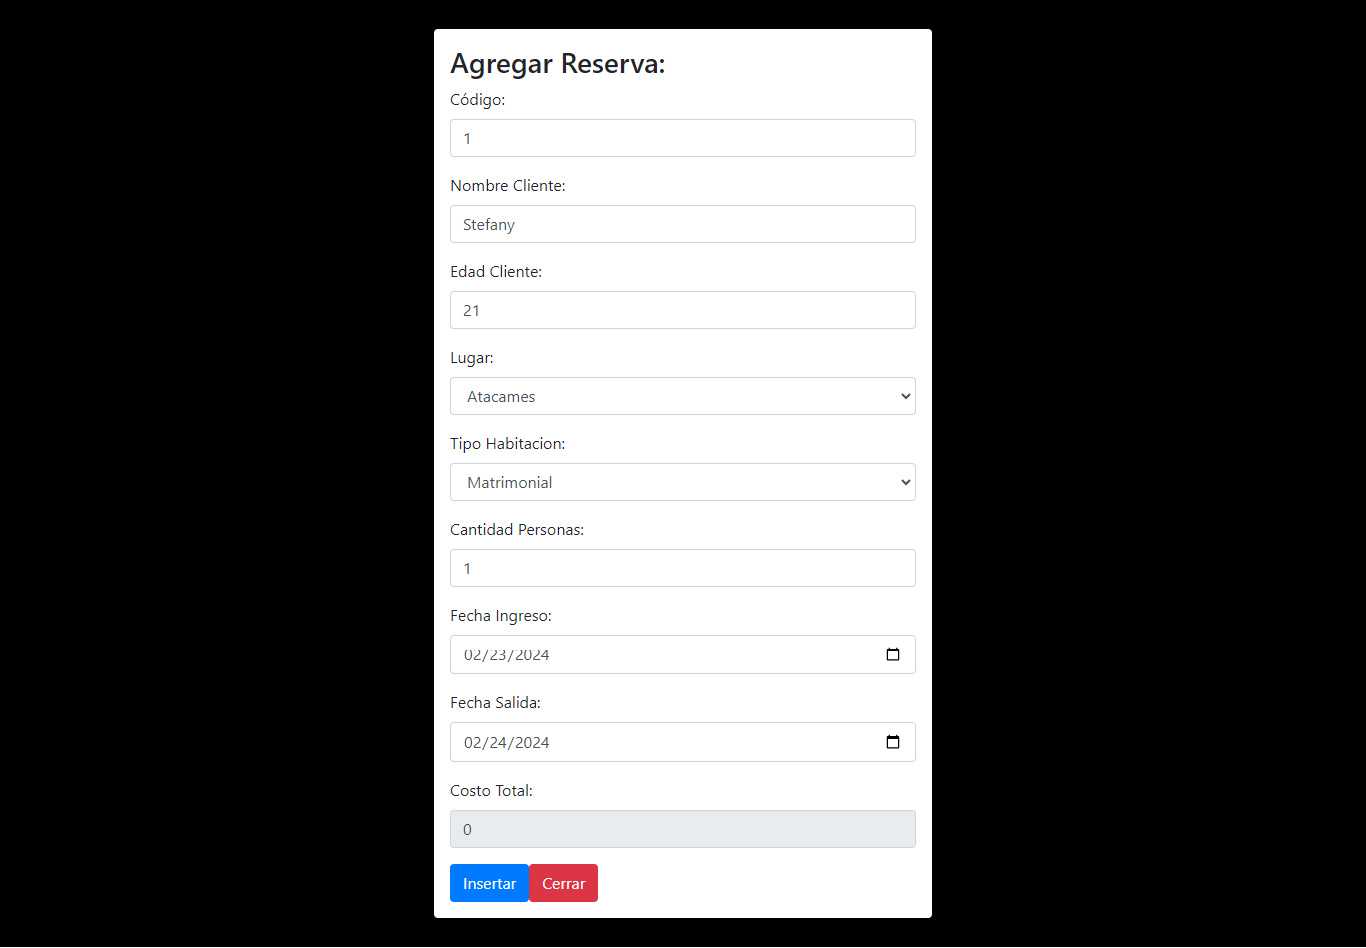 Agregar Reserva:
Código:
1
Nombre Cliente:
Stefany
Edad Cliente:
21
Lugar:
Atacames
Tipo Habitacion:
Matrimonial
Cantidad Personas:
1
Fecha Ingreso:
02/23/2024
Fecha Salida:
02/24/2024
Costo Total:
0
Insertar Cerrar